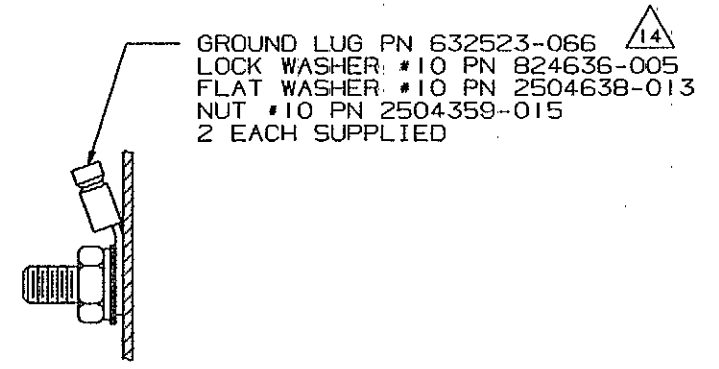 GROUND LUG PN 632523-066 14
LOCK WASHER #10 PN 824636-005
FLAT WASHER #10 PN 2504638-013
NUT #10 PN 2504359-015
2 EACH SUPPLIED